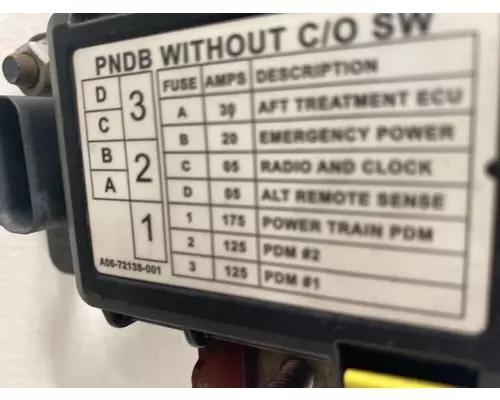 PNDB WITHOUT C/O SW
D
C
B
A
3
2
1
FUSE AMPS DESCRIPTION
A 30 AFT TREATMENT ECU
B 20 EMERGENCY POWER
C 05 RADIO AND CLOCK
D 05 ALT REMOTE SENSE
1 175 POWER TRAIN PDM
2 125 PDM #2
3 125 PDM #1
A06-72138-001